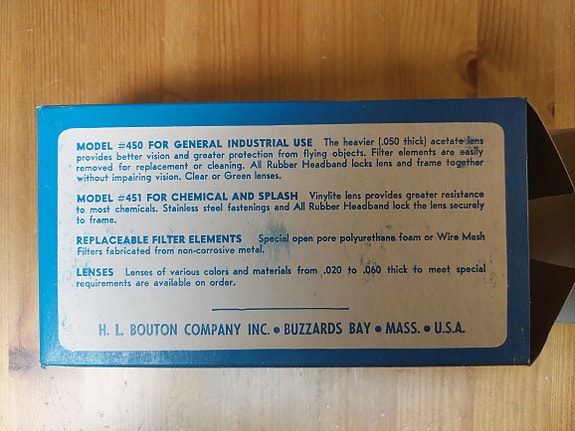 MODEL #450 FOR GENERAL INDUSTRIAL USE The heavier (.050 thick) acetate lens
provides better vision and greater protection from flying objects. Filter elements are easily
removed for replacement or cleaning. All Rubber Headband locks lens and frame together
without impairing vision. Clear or Green lenses.
MODEL #451 FOR CHEMICAL AND SPLASH Vinylite lens provides greater resistance
to most chemicals. Stainless steel fastenings and All Rubber Headband lock the lens securely
to frame.
REPLACEABLE FILTER ELEMENTS Special open pore polyurethane foam or Wire Mesh
Filters fabricated from non-corrosive metal.
LENSES Lenses of various colors and materials from .020 to .060 thick to meet special
requirements are available on order.
H. L. BOUTON COMPANY INC. • BUZZARDS BAY • MASS. • U.S.A.